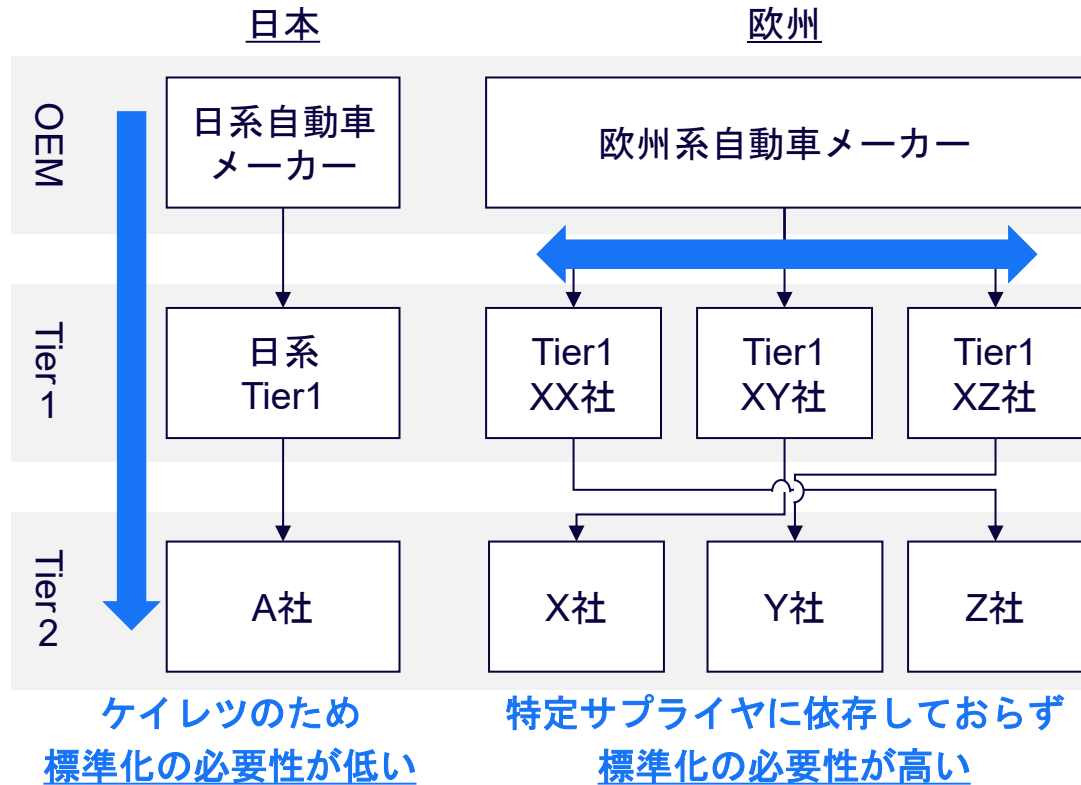 日本
欧州
OEM
日系自動車
メーカー
欧州系自動車メーカー
Tier1
日系
Tier1
Tier1
XX社
Tier1
XY社
Tier1
XZ社
Tier2
A社
X社
Y社
Z社
ケイレツのため
標準化の必要性が低い
特定サプライヤに依存しておらず
標準化の必要性が高い